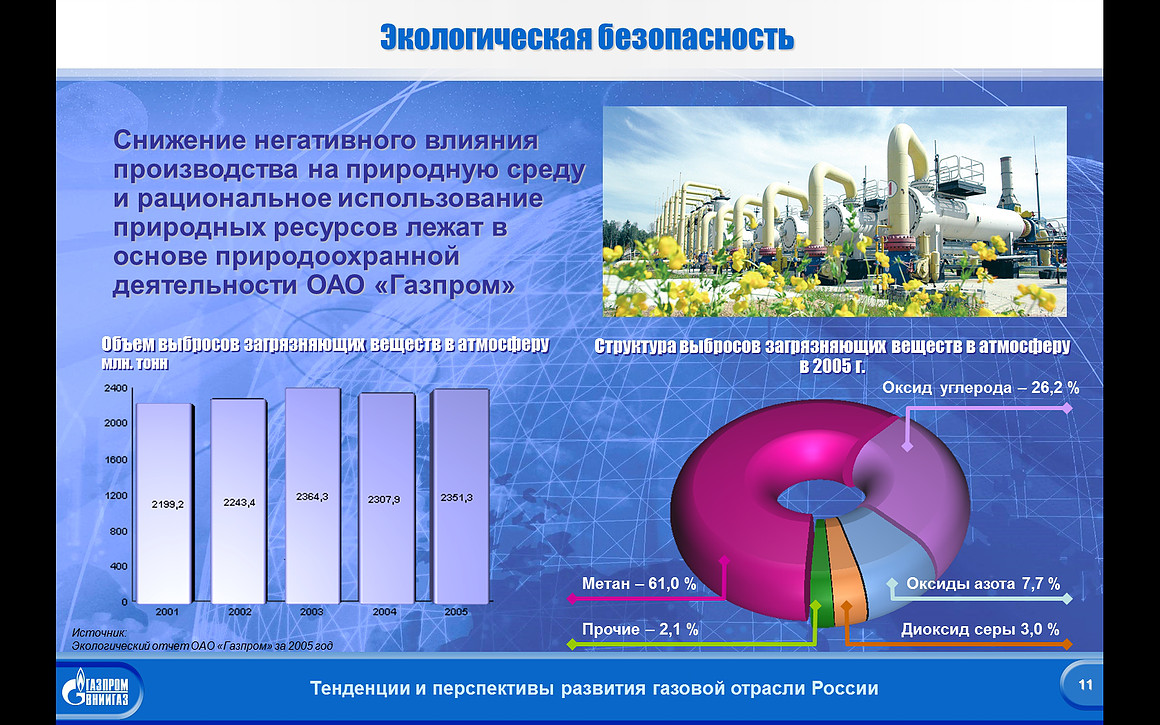 Экологическая безопасность
Снижение негативного влияния
производства на природную среду
и рациональное использование
природных ресурсов лежат в
основе природоохранной
деятельности ОАО «Газпром»
Объем выбросов загрязняющих веществ в атмосферу
млн. тонн
2400
2000
1600
1200
800
400
0
2199,2
2243,4
2364,3
2307,9
2351,3
2001
2002
2003
2004
2005
Источник:
Экологический отчет ОАО «Газпром» за 2005 год
Структура выбросов загрязняющих веществ в атмосферу
в 2005 г.
Оксид углерода – 26,2 %
Метан – 61,0 %
Оксиды азота 7,7 %
Прочие – 2,1 %
Диоксид серы 3,0 %
ГАЗПРОМ
ВНИИГАЗ
Тенденции и перспективы развития газовой отрасли России
11